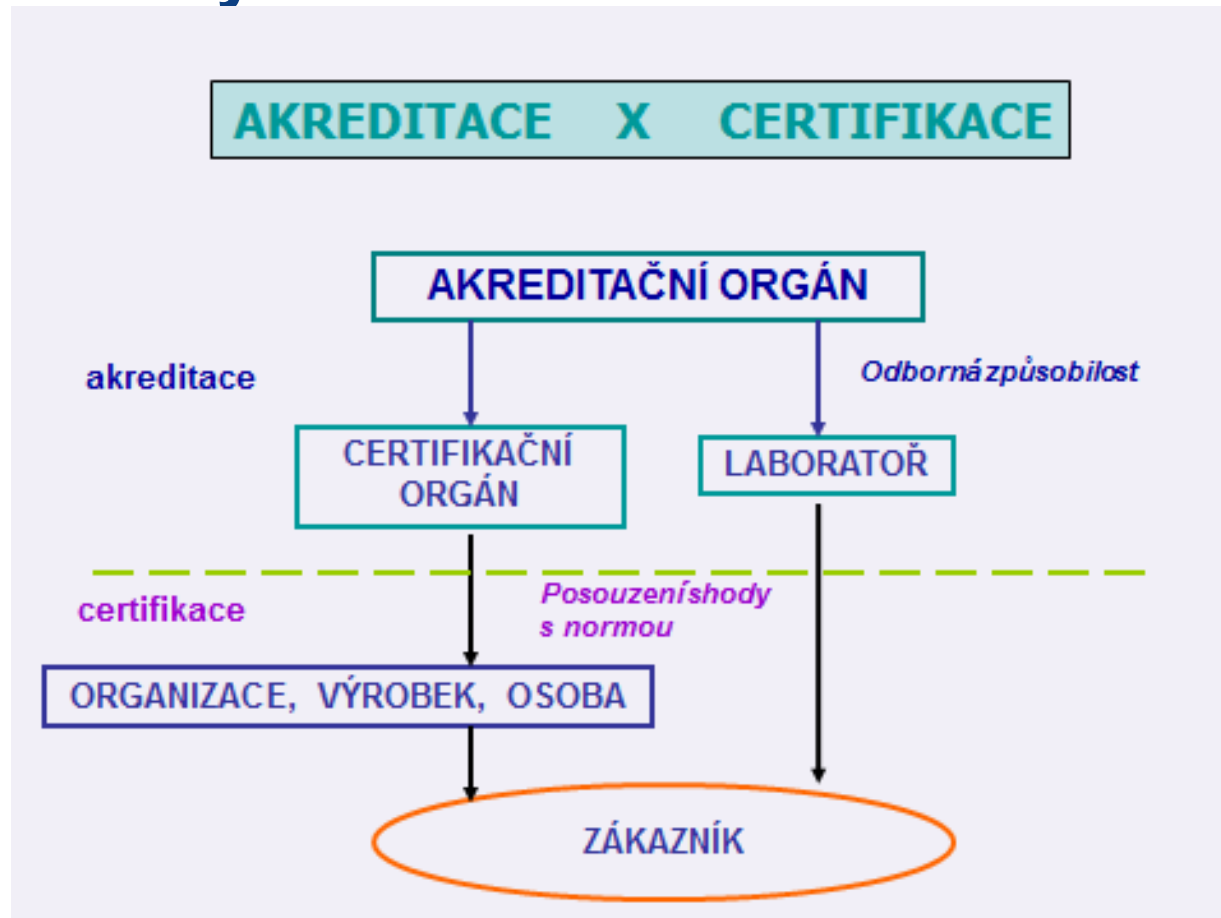 AKREDITACE X CERTIFIKACE
AKREDITAČNÍ ORGÁN
akreditace
Odborná způsobilost
CERTIFIKAČNÍ
ORGÁN
LABORATOŘ
certifikace
Posouzení shody
s normou
ORGANIZACE, VÝROBEK, OSOBA
ZÁKAZNÍK